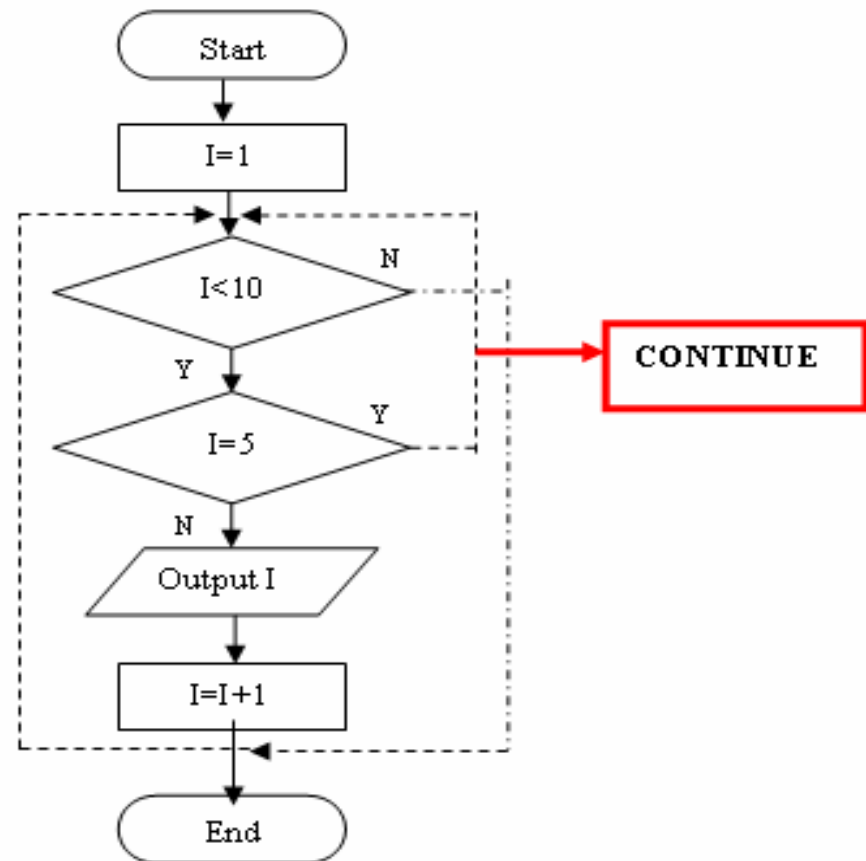 Start
I=1
I<10
N
CONTINUE
Y
I=5
Y
N
Output I
I=I+1
End